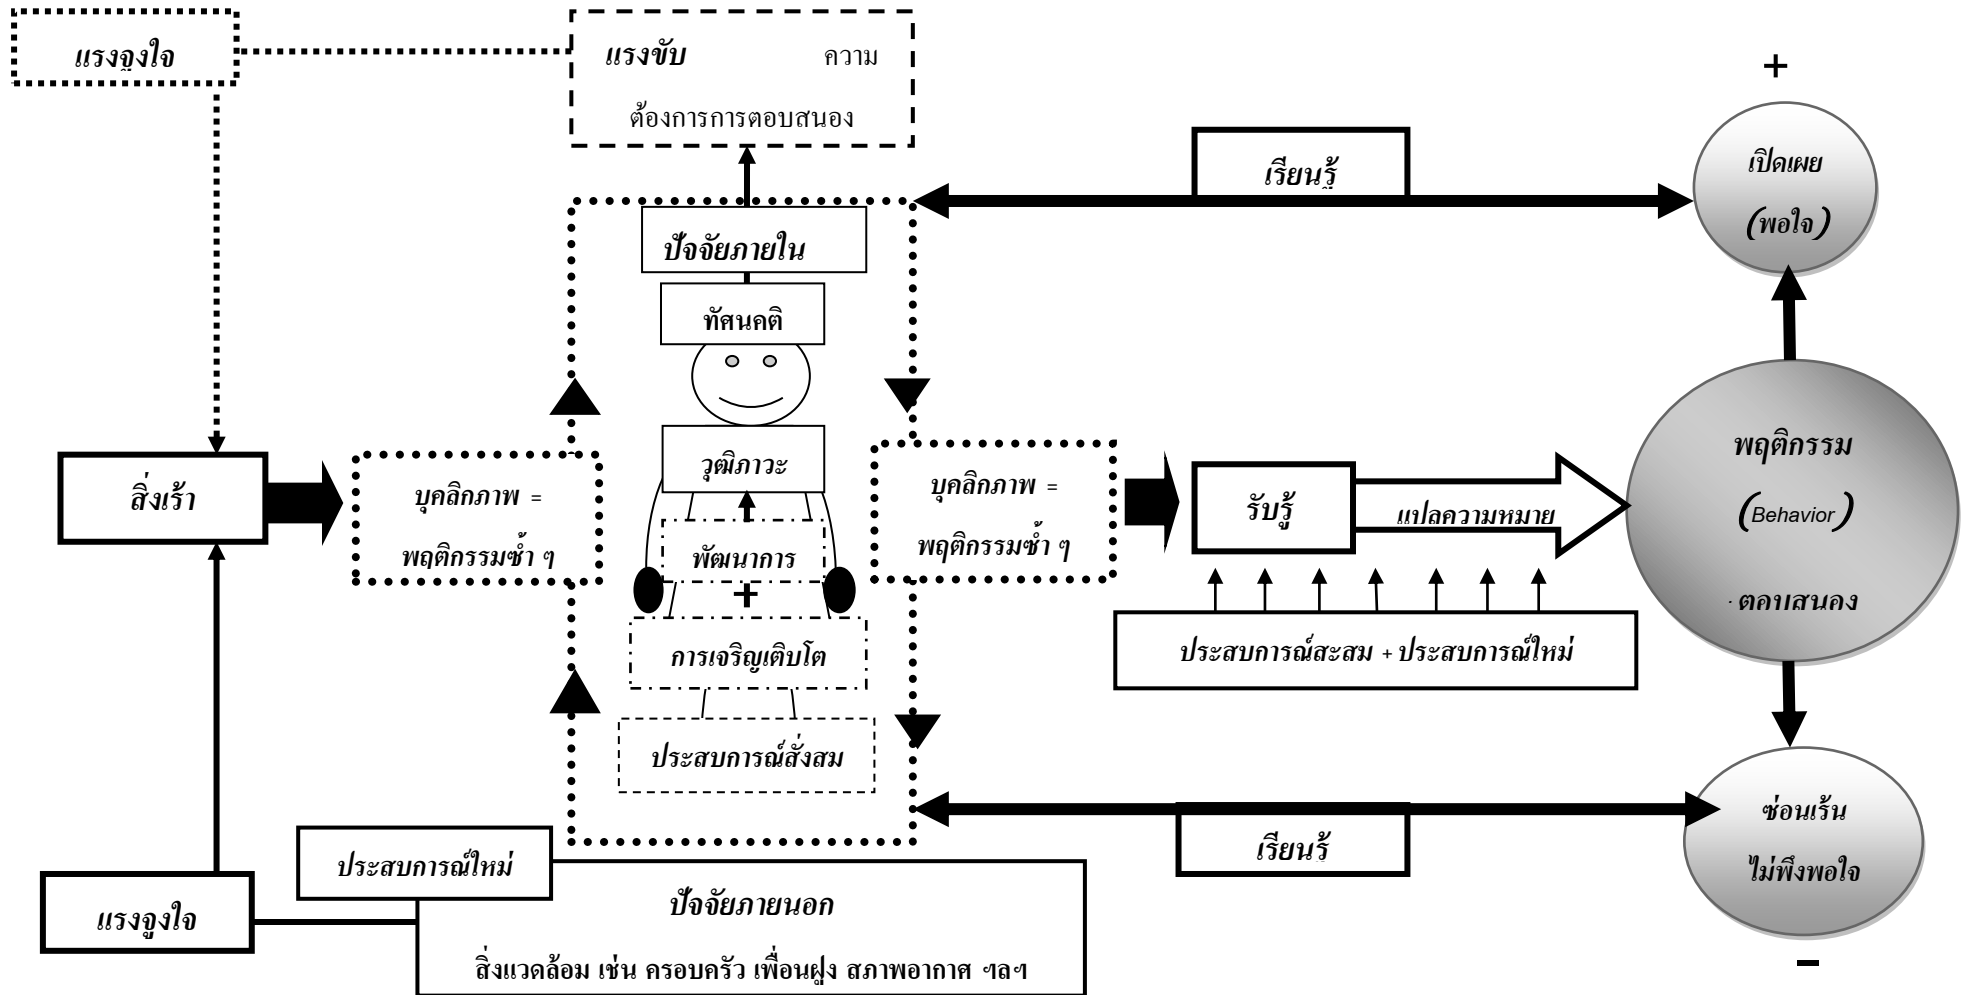 แรงจูงใจ
แรงขับ ความ
ต้องการการตอบสนอง
+
เรียนรู้
เปิดเผย
(พอใจ)
ปัจจัยภายใน
ทัศนคติ
วุฒิภาวะ
พัฒนาการ
+
การเจริญเติบโต
ประสบการณ์สั่งสม
สิ่งเร้า
บุคลิกภาพ =
พฤติกรรมซ้ำ ๆ
บุคลิกภาพ =
พฤติกรรมซ้ำ ๆ
รับรู้
แปลความหมาย
ประสบการณ์สะสม + ประสบการณ์ใหม่
พฤติกรรม
(Behavior)
ตอบสนอง
เรียนรู้
ซ่อนเร้น
ไม่พึงพอใจ
–
ประสบการณ์ใหม่
แรงจูงใจ
ปัจจัยภายนอก
สิ่งแวดล้อม เช่น ครอบครัว เพื่อนฝูง สภาพอากาศ ฯลฯ